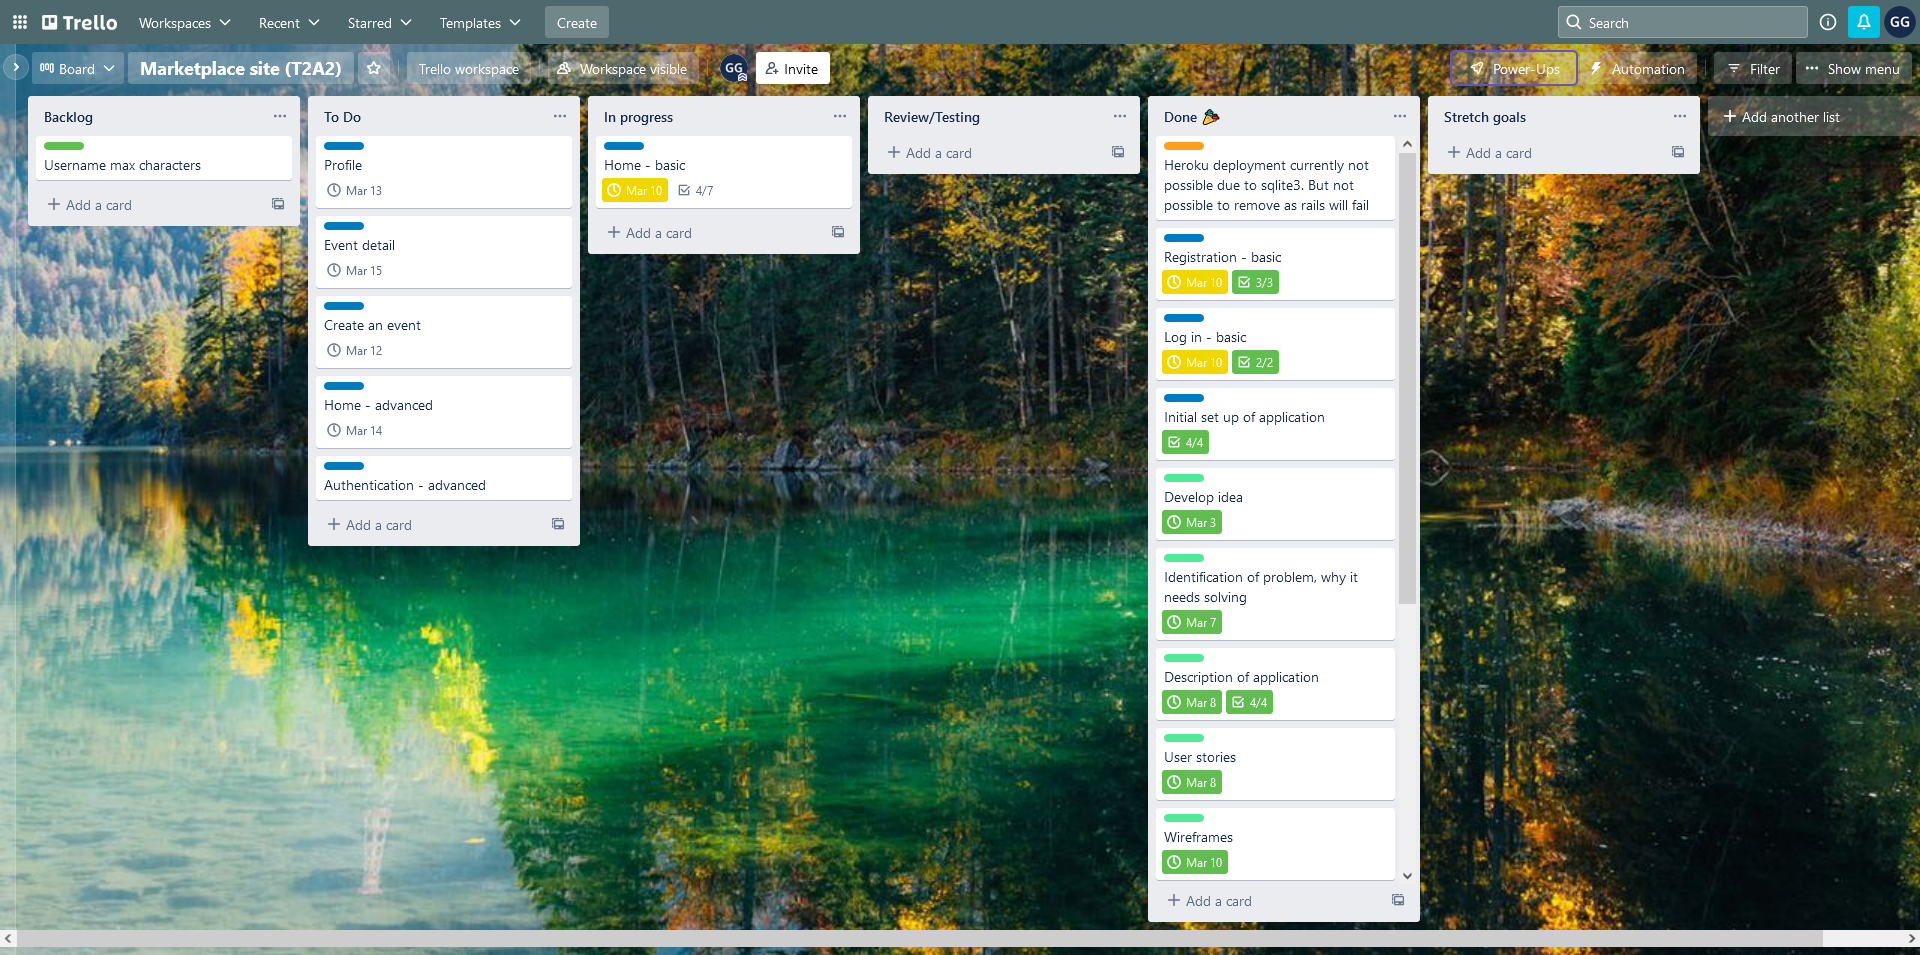 Trello Workspaces Recent Starred Templates Create Search GG
Board Marketplace site (T2A2) Trello workspace Workspace visible GG Invite Power-Ups Automation Filter Show menu
Backlog
Username max characters
Add a card
To Do
Profile
Mar 13
Event detail
Mar 15
Create an event
Mar 12
Home - advanced
Mar 14
Authentication - advanced
Add a card
In progress
Home - basic
Mar 10 4/7
Add a card
Review/Testing
Add a card
Done 🎉
Heroku deployment currently not
possible due to sqlite3. But not
possible to remove as rails will fail
Registration - basic
Mar 10 3/3
Log in - basic
Mar 10 2/2
Initial set up of application
4/4
Develop idea
Mar 3
Identification of problem, why it
needs solving
Mar 7
Description of application
Mar 8 4/4
User stories
Mar 8
Wireframes
Mar 10
Add a card
Stretch goals
Add a card
Add another list